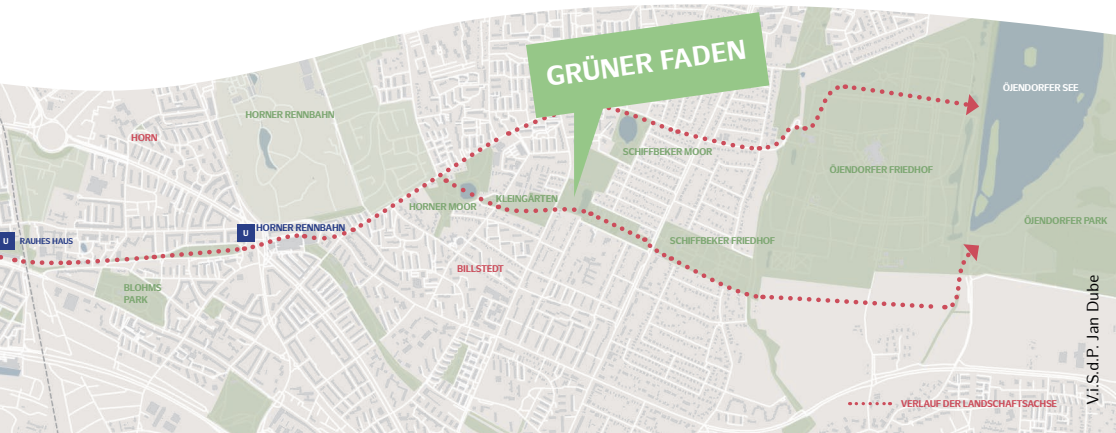 GRÜNER FADEN
ÖJENDORFER SEE
HORNER RENNBAHN
HORN
SCHIFFBEKER MOOR
ÖJENDORFER FRIEDHOF
KLEINGÄRTEN
HORNER MOOR
ÖJENDORFER PARK
U HORNER RENNBAHN
U RAUHES HAUS
SCHIFFBEKER FRIEDHOF
BILLSTEDT
BLOHMS
PARK
V.i.S.d.P. Jan Dube
VERLAUF DER LANDSCHAFTSACHSE